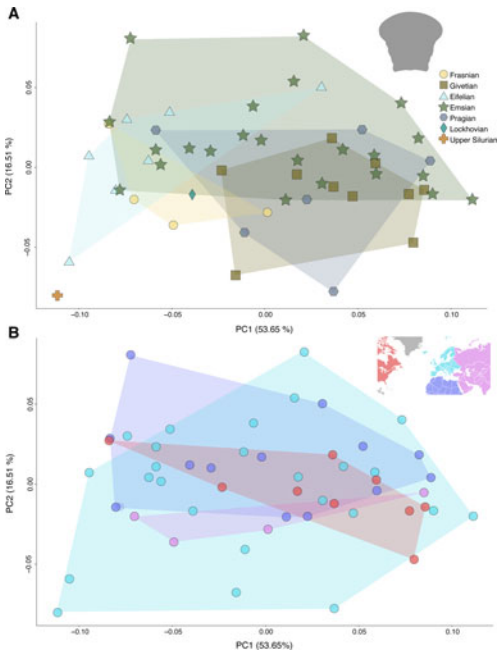 A
0.05
0.00
−0.05
PC2 (16.51 %)
Frasnian
Givetian
Eifelian
Emsian
Pragian
Lockhovian
Upper Silurian
−0.10
−0.05
0.00
0.05
0.10
PC1 (53.65 %)
B
0.05
0.00
−0.05
PC2 (16.51 %)
−0.10
−0.05
0.00
0.05
0.10
PC1 (53.65%)